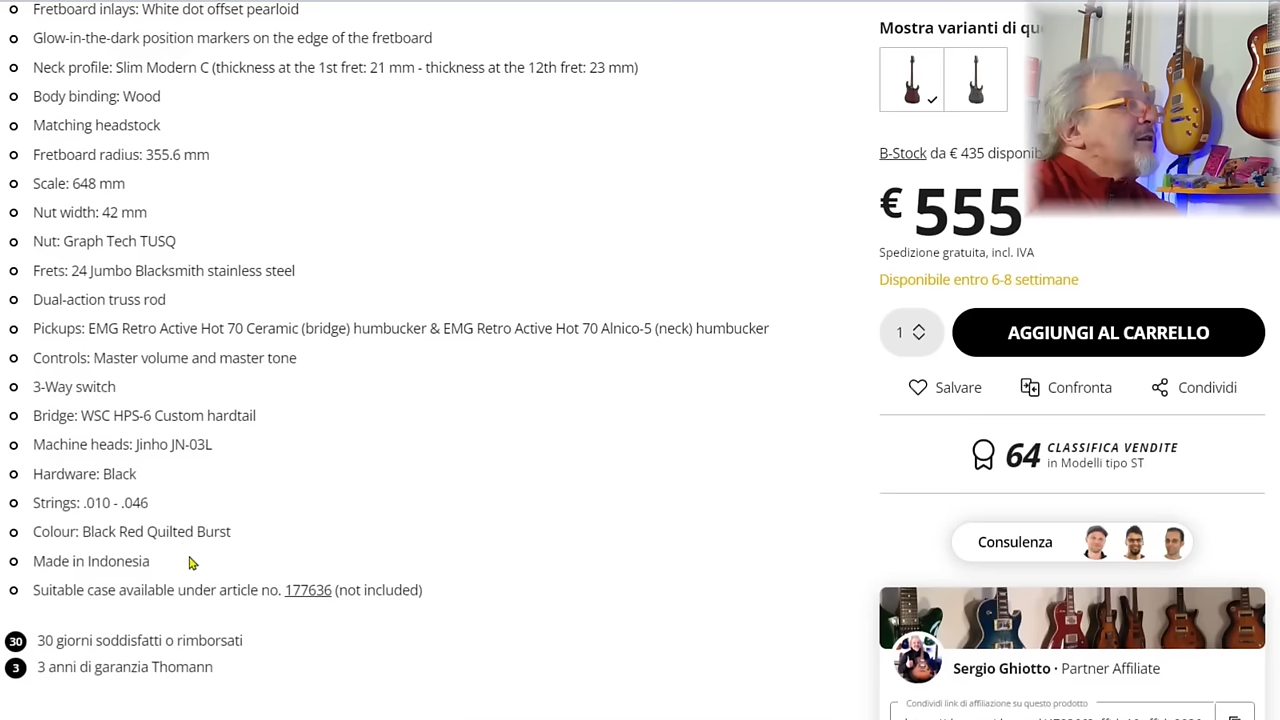 Fretboard inlays: White dot offset pearloid
Glow-in-the-dark position markers on the edge of the fretboard
Neck profile: Slim Modern C (thickness at the 1st fret: 21 mm - thickness at the 12th fret: 23 mm)
Body binding: Wood
Matching headstock
Fretboard radius: 355.6 mm
Scale: 648 mm
Nut width: 42 mm
Nut: Graph Tech TUSQ
Frets: 24 Jumbo Blacksmith stainless steel
Dual-action truss rod
Pickups: EMG Retro Active Hot 70 Ceramic (bridge) humbucker & EMG Retro Active Hot 70 Alnico-5 (neck) humbucker
Controls: Master volume and master tone
3-Way switch
Bridge: WSC HPS-6 Custom hardtail
Machine heads: Jinho JN-03L
Hardware: Black
Strings: .010 - .046
Colour: Black Red Quilted Burst
Made in Indonesia
Suitable case available under article no. 177636 (not included)
30 30 giorni soddisfatti o rimborsati
3 3 anni di garanzia Thomann
Mostra varianti di
B-Stock da € 435
€ 555
Spedizione gratuita, incl. IVA
Disponibile entro 6-8 settimane
1
AGGIUNGI AL CARRELLO
Salvare
Confronta
Condividi
64 CLASSIFICA VENDITE
in Modelli tipo ST
Consulenza
Sergio Ghiotto · Partner Affiliate
Condividi link di affiliazione su questo prodotto